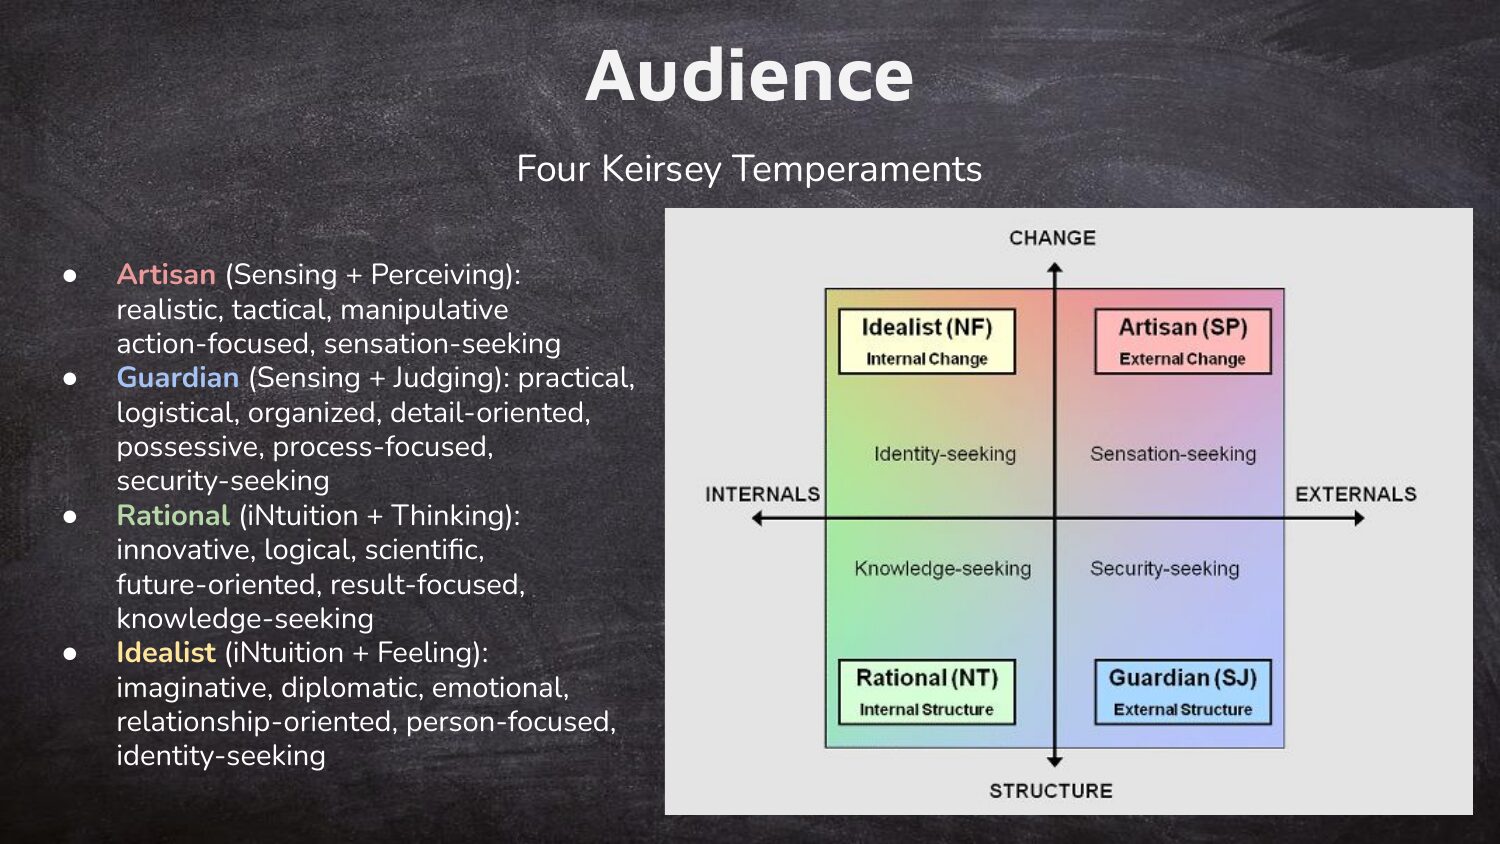 Audience
Four Keirsey Temperaments
● Artisan (Sensing + Perceiving):
realistic, tactical, manipulative
action-focused, sensation-seeking
● Guardian (Sensing + Judging): practical,
logistical, organized, detail-oriented,
possessive, process-focused,
security-seeking
● Rational (iNtuition + Thinking):
innovative, logical, scientific,
future-oriented, result-focused,
knowledge-seeking
● Idealist (iNtuition + Feeling):
imaginative, diplomatic, emotional,
relationship-oriented, person-focused,
identity-seeking
CHANGE
Idealist (NF)
Internal Change
Artisan (SP)
External Change
Identity-seeking
Sensation-seeking
INTERNALS
EXTERNALS
Knowledge-seeking
Security-seeking
Rational (NT)
Internal Structure
Guardian (SJ)
External Structure
STRUCTURE